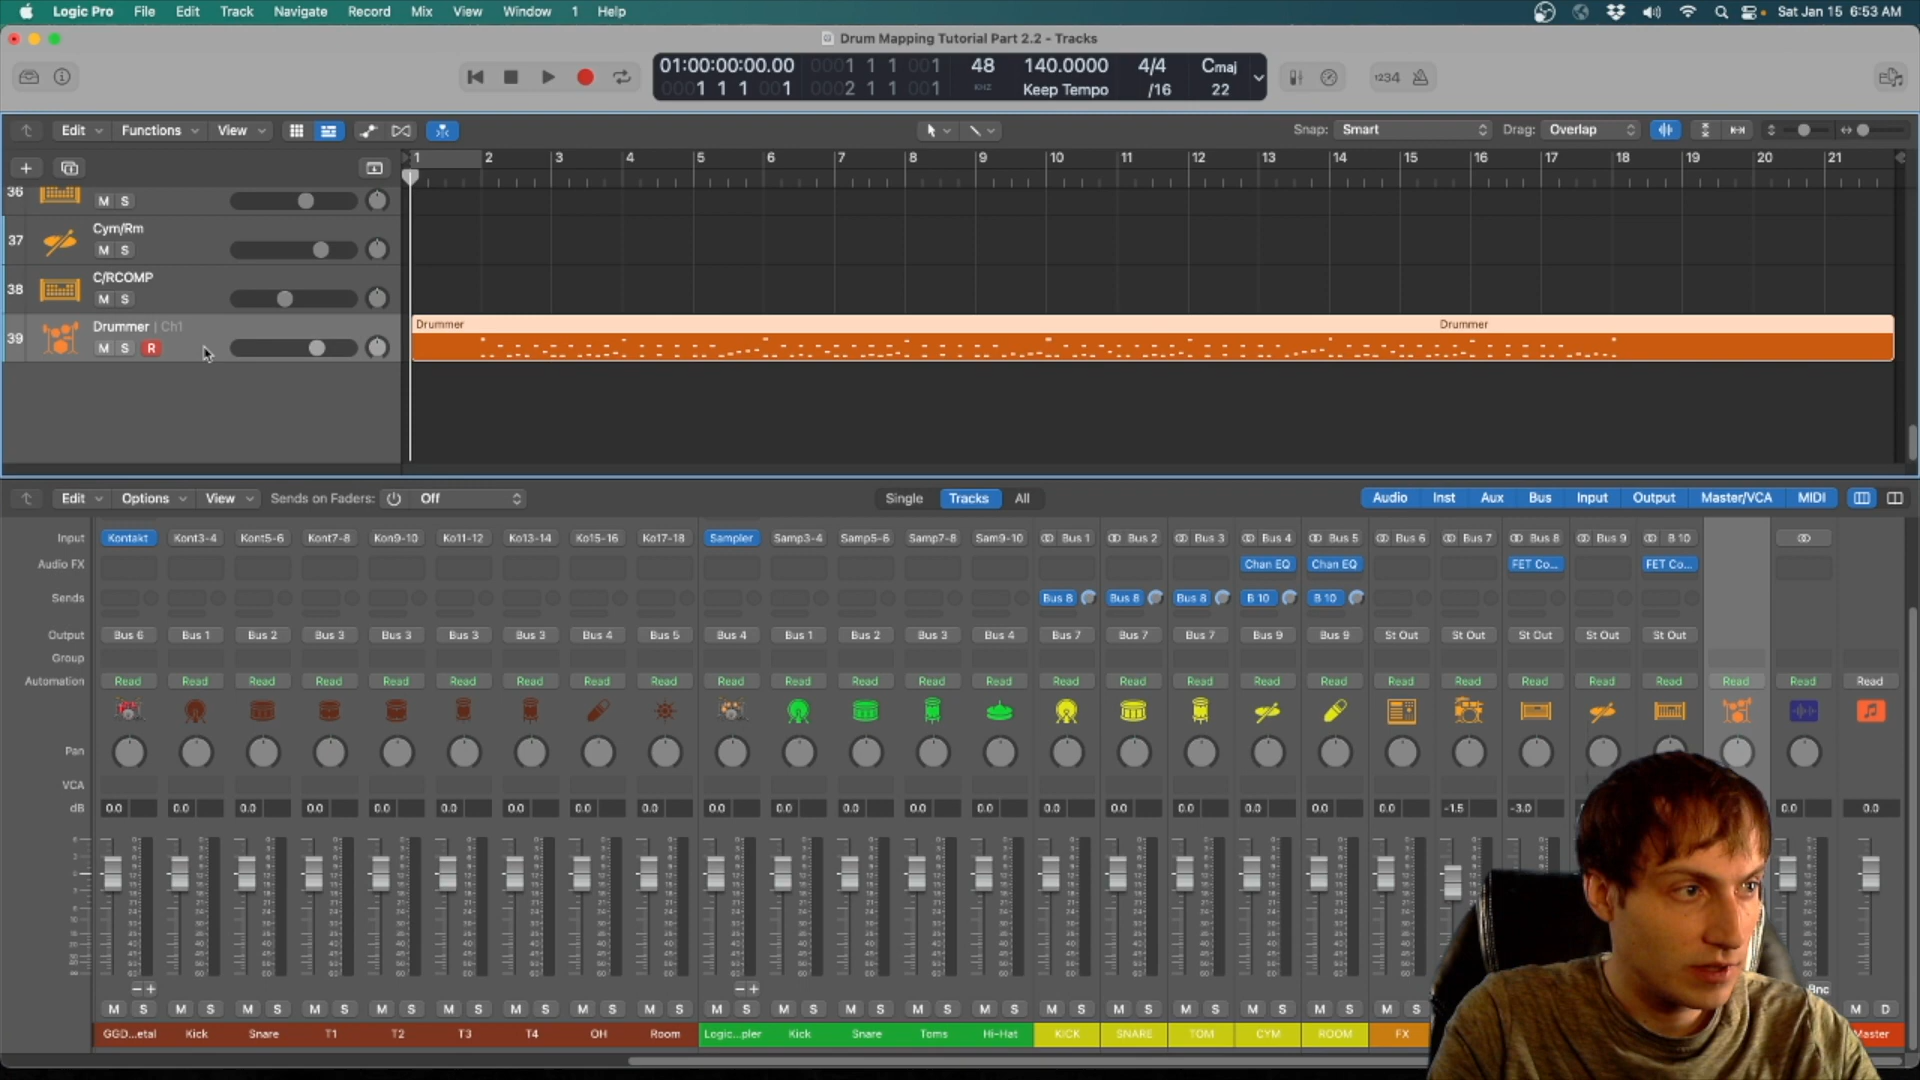 Logic Pro File Edit Track Navigate Record Mix View Window 1 Help Sat Jan 15 6:53 AM
Drum Mapping Tutorial Part 2.2 - Tracks
01:00:00:00.00 0001 1 1 001 48 140.0000 4/4 Cmaj 1234
0001 1 1 001 0002 1 1 001 KHZ Keep Tempo /16 22
Edit Functions View Snap: Smart Drag: Overlap
1 2 3 4 5 6 7 8 9 10 11 12 13 14 15 16 17 18 19 20 21
36 M S
37 Cym/Rm
M S
38 C/RCOMP
M S
39 Drummer | Ch1 Drummer Drummer
M S R
Edit Options View Sends on Faders: Off Single Tracks All Audio Inst Aux Bus Input Output Master/VCA MIDI
Input Kontakt Kont3-4 Kont5-6 Kont7-8 Kon9-10 Ko11-12 Ko13-14 Ko15-16 Ko17-18 Sampler Samp3-4 Samp5-6 Samp7-8 Sam9-10 Bus 1 Bus 2 Bus 3 Bus 4 Bus 5 Bus 6 Bus 7 Bus 8 Bus 9 B 10
Audio FX Chan EQ Chan EQ FET Co... FET Co...
Sends Bus 8 Bus 8 Bus 8 B 10 B 10
Output Bus 6 Bus 1 Bus 2 Bus 3 Bus 3 Bus 3 Bus 3 Bus 4 Bus 5 Bus 4 Bus 1 Bus 2 Bus 3 Bus 4 Bus 7 Bus 7 Bus 7 Bus 9 Bus 9 St Out St Out St Out St Out St Out
Group
Automation Read Read Read Read Read Read Read Read Read Read Read Read Read Read Read Read Read Read Read Read Read Read Read Read Read Read Read
Pan
VCA
dB 0.0 0.0 0.0 0.0 0.0 0.0 0.0 0.0 0.0 0.0 0.0 0.0 0.0 0.0 0.0 0.0 0.0 0.0 0.0 0.0 -1.5 -3.0 0.0 0.0
Bnc
M S M S M S M S M S M S M S M S M S M S M S M S M S M S M S M S M S M S M S M S M D
GGD...etal Kick Snare T1 T2 T3 T4 OH Room Logic...pler Kick Snare Toms Hi-Hat KICK SNARE TOM CYM ROOM FX Master